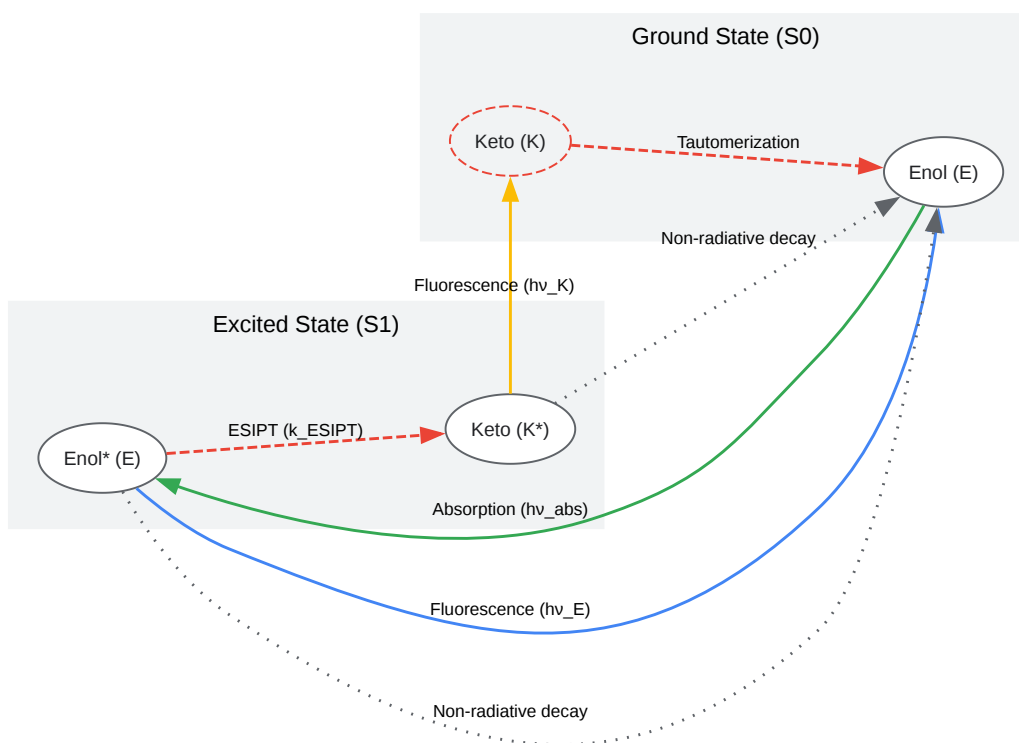 Ground State (S0)
Keto (K)
Tautomerization
Enol (E)
Non-radiative decay
Fluorescence (hν_K)
Excited State (S1)
ESIPT (k_ESIPT)
Keto (K*)
Enol* (E)
Absorption (hν_abs)
Fluorescence (hν_E)
Non-radiative decay